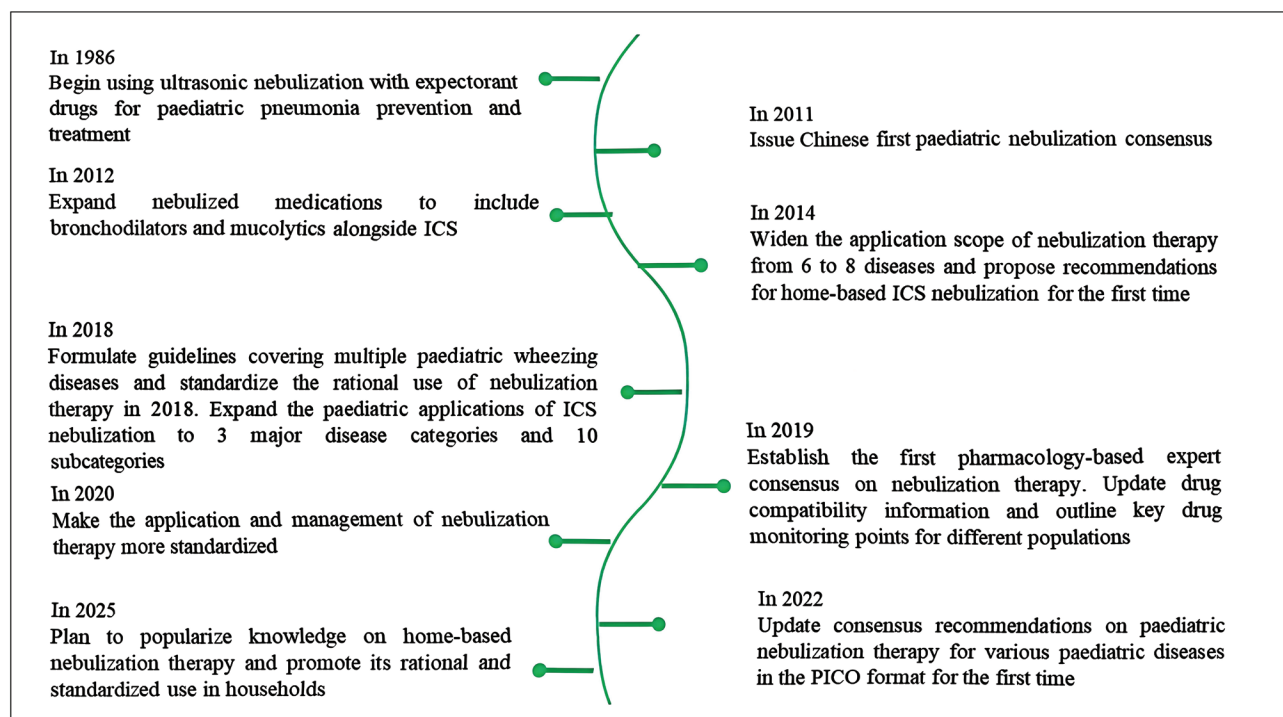 In 1986
Begin using ultrasonic nebulization with expectorant
drugs for paediatric pneumonia prevention and
treatment
In 2011
Issue Chinese first paediatric nebulization consensus
In 2012
Expand nebulized medications to include
bronchodilators and mucolytics alongside ICS
In 2014
Widen the application scope of nebulization therapy
from 6 to 8 diseases and propose recommendations
for home-based ICS nebulization for the first time
In 2018
Formulate guidelines covering multiple paediatric wheezing
diseases and standardize the rational use of nebulization
therapy in 2018. Expand the paediatric applications of ICS
nebulization to 3 major disease categories and 10
subcategories
In 2019
Establish the first pharmacology-based expert
consensus on nebulization therapy. Update drug
compatibility information and outline key drug
monitoring points for different populations
In 2020
Make the application and management of nebulization
therapy more standardized
In 2022
Update consensus recommendations on paediatric
nebulization therapy for various paediatric diseases
in the PICO format for the first time
In 2025
Plan to popularize knowledge on home-based
nebulization therapy and promote its rational and
standardized use in households